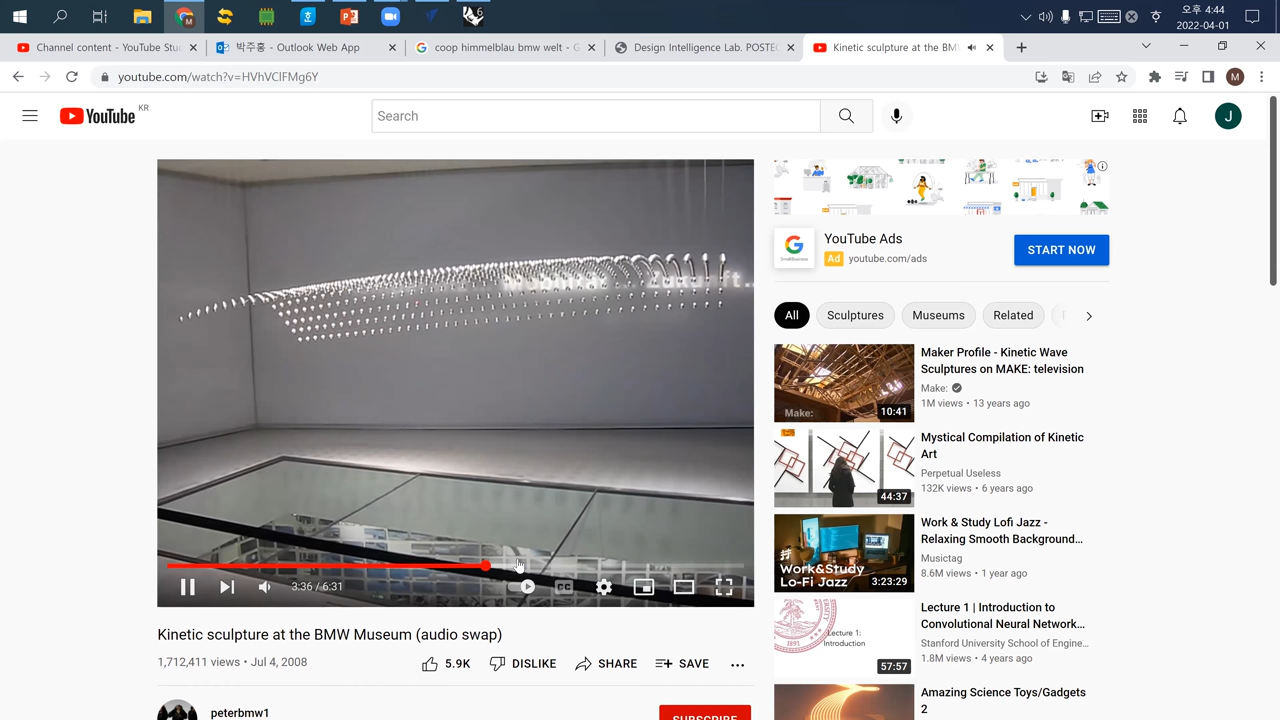 6
오후 4:44
2022-04-01
Channel content - YouTube Stu
박주홍 - Outlook Web App
coop himmelblau bmw welt - G
Design Intelligence Lab. POSTEC
Kinetic sculpture at the BMW
youtube.com/watch?v=HVhVClFMg6Y
M
YouTube KR
Search
J
YouTube Ads
Ad youtube.com/ads
START NOW
All
Sculptures
Museums
Related
Maker Profile - Kinetic Wave
Sculptures on MAKE: television
Make:
1M views • 13 years ago
Make:
10:41
Mystical Compilation of Kinetic
Art
Perpetual Useless
132K views • 6 years ago
44:37
Work & Study Lofi Jazz -
Relaxing Smooth Background...
Musictag
8.6M views • 1 year ago
Work&Study
Lo-Fi Jazz
3:23:29
Lecture 1 | Introduction to
Convolutional Neural Network...
Stanford University School of Engine...
1.8M views • 4 years ago
Lecture 1:
Introduction
57:57
Amazing Science Toys/Gadgets
2
3:36 / 6:31
CC
Kinetic sculpture at the BMW Museum (audio swap)
1,712,411 views • Jul 4, 2008
5.9K
DISLIKE
SHARE
SAVE
peterbmw1
SUBSCRIBE